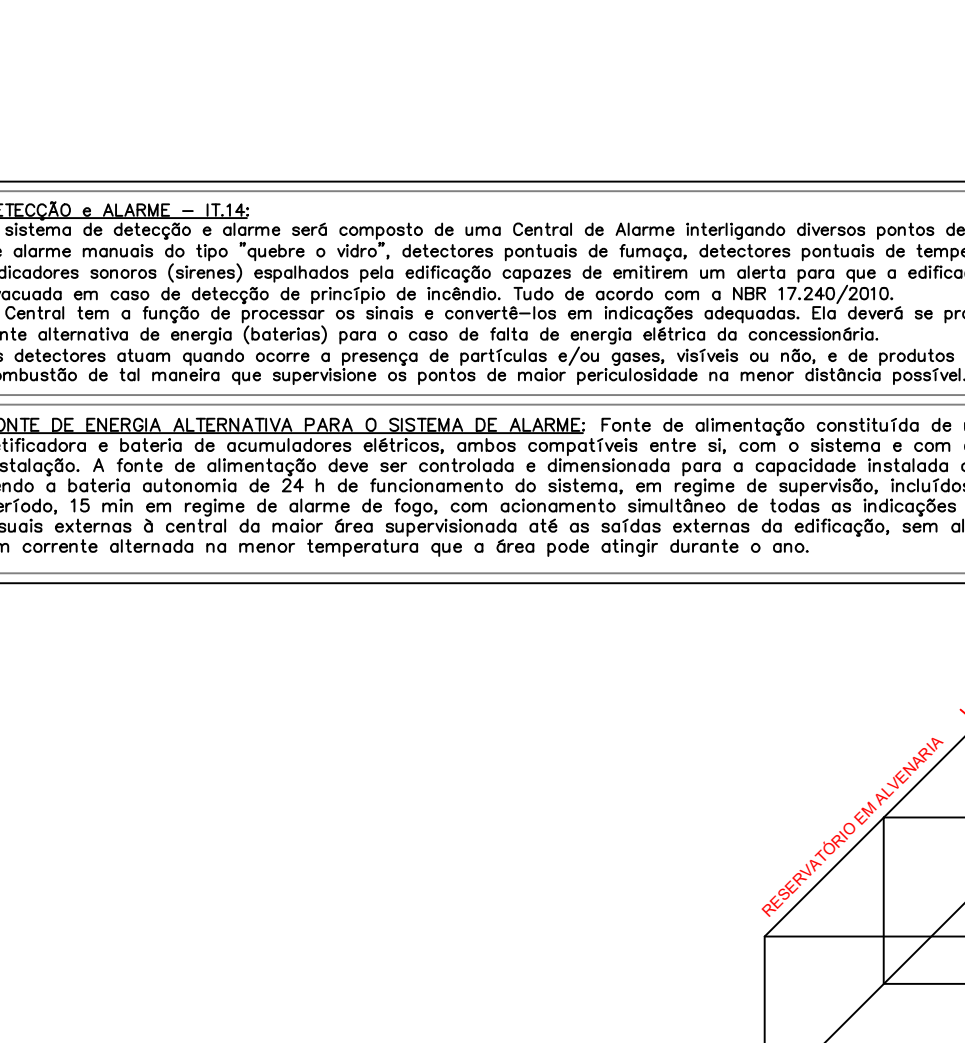 ETECÇÃO e ALARME – IT.14:
sistema de detecção e alarme será composto de uma Central de Alarme interligando diversos pontos de
alarme manuais do tipo "quebre o vidro", detectores pontuais de fumaça, detectores pontuais de tempe
dicadores sonoros (sirenes) espalhados pela edificação capazes de emitirem um alerta para que a edifica
vacuada em caso de detecção de princípio de incêndio. Tudo de acordo com a NBR 17.240/2010.
Central tem a função de processar os sinais e convertê–los em indicações adequadas. Ela deverá se pro
nte alternativa de energia (baterias) para o caso de falta de energia elétrica da concessionária.
s detectores atuam quando ocorre a presença de partículas e/ou gases, visíveis ou não, e de produtos
ombustão de tal maneira que supervisione os pontos de maior periculosidade na menor distância possível.
ONTE DE ENERGIA ALTERNATIVA PARA O SISTEMA DE ALARME: Fonte de alimentação constituída de
tificadora e bateria de acumuladores elétricos, ambos compatíveis entre si, com o sistema e com
stalação. A fonte de alimentação deve ser controlada e dimensionada para a capacidade instalada
endo a bateria autonomia de 24 h de funcionamento do sistema, em regime de supervisão, incluídos
eríodo, 15 min em regime de alarme de fogo, com acionamento simultâneo de todas as indicações
suais externas à central da maior área supervisionada até as saídas externas da edificação, sem al
m corrente alternada na menor temperatura que a área pode atingir durante o ano.
RESERVATÓRIO EM ALVENARIA